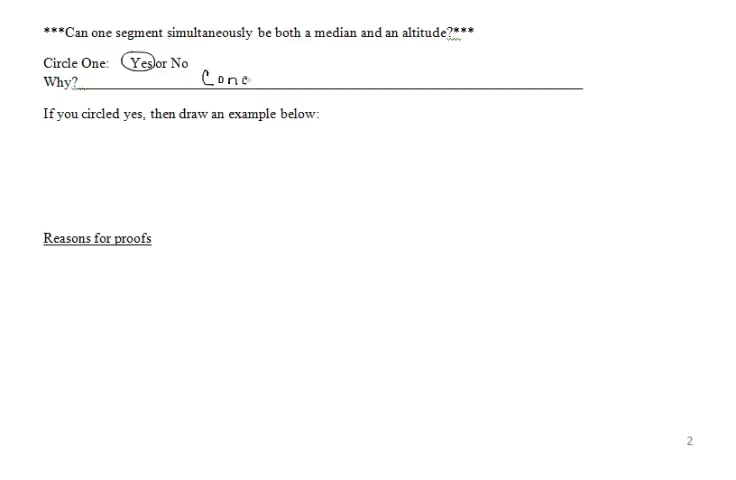 ***Can one segment simultaneously be both a median and an altitude?***
Circle One: Yes or No
Why? Conc
If you circled yes, then draw an example below:
Reasons for proofs
2